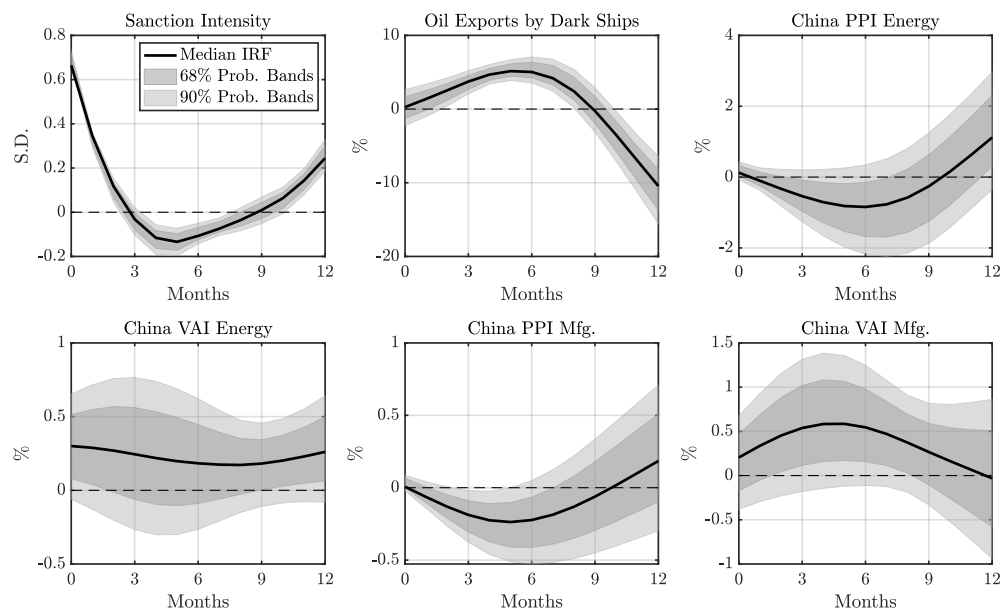 Sanction Intensity
0.8
0.6
0.4
0.2
0
-0.2
S.D.
Median IRF
68% Prob. Bands
90% Prob. Bands
0 3 6 9 12
Months
Oil Exports by Dark Ships
10
0
-10
-20
%
0 3 6 9 12
Months
China PPI Energy
4
2
0
-2
%
0 3 6 9 12
Months
China VAI Energy
1
0.5
0
-0.5
%
0 3 6 9 12
Months
China PPI Mfg.
1
0.5
0
-0.5
%
0 3 6 9 12
Months
China VAI Mfg.
1.5
1
0.5
0
-0.5
-1
%
0 3 6 9 12
Months